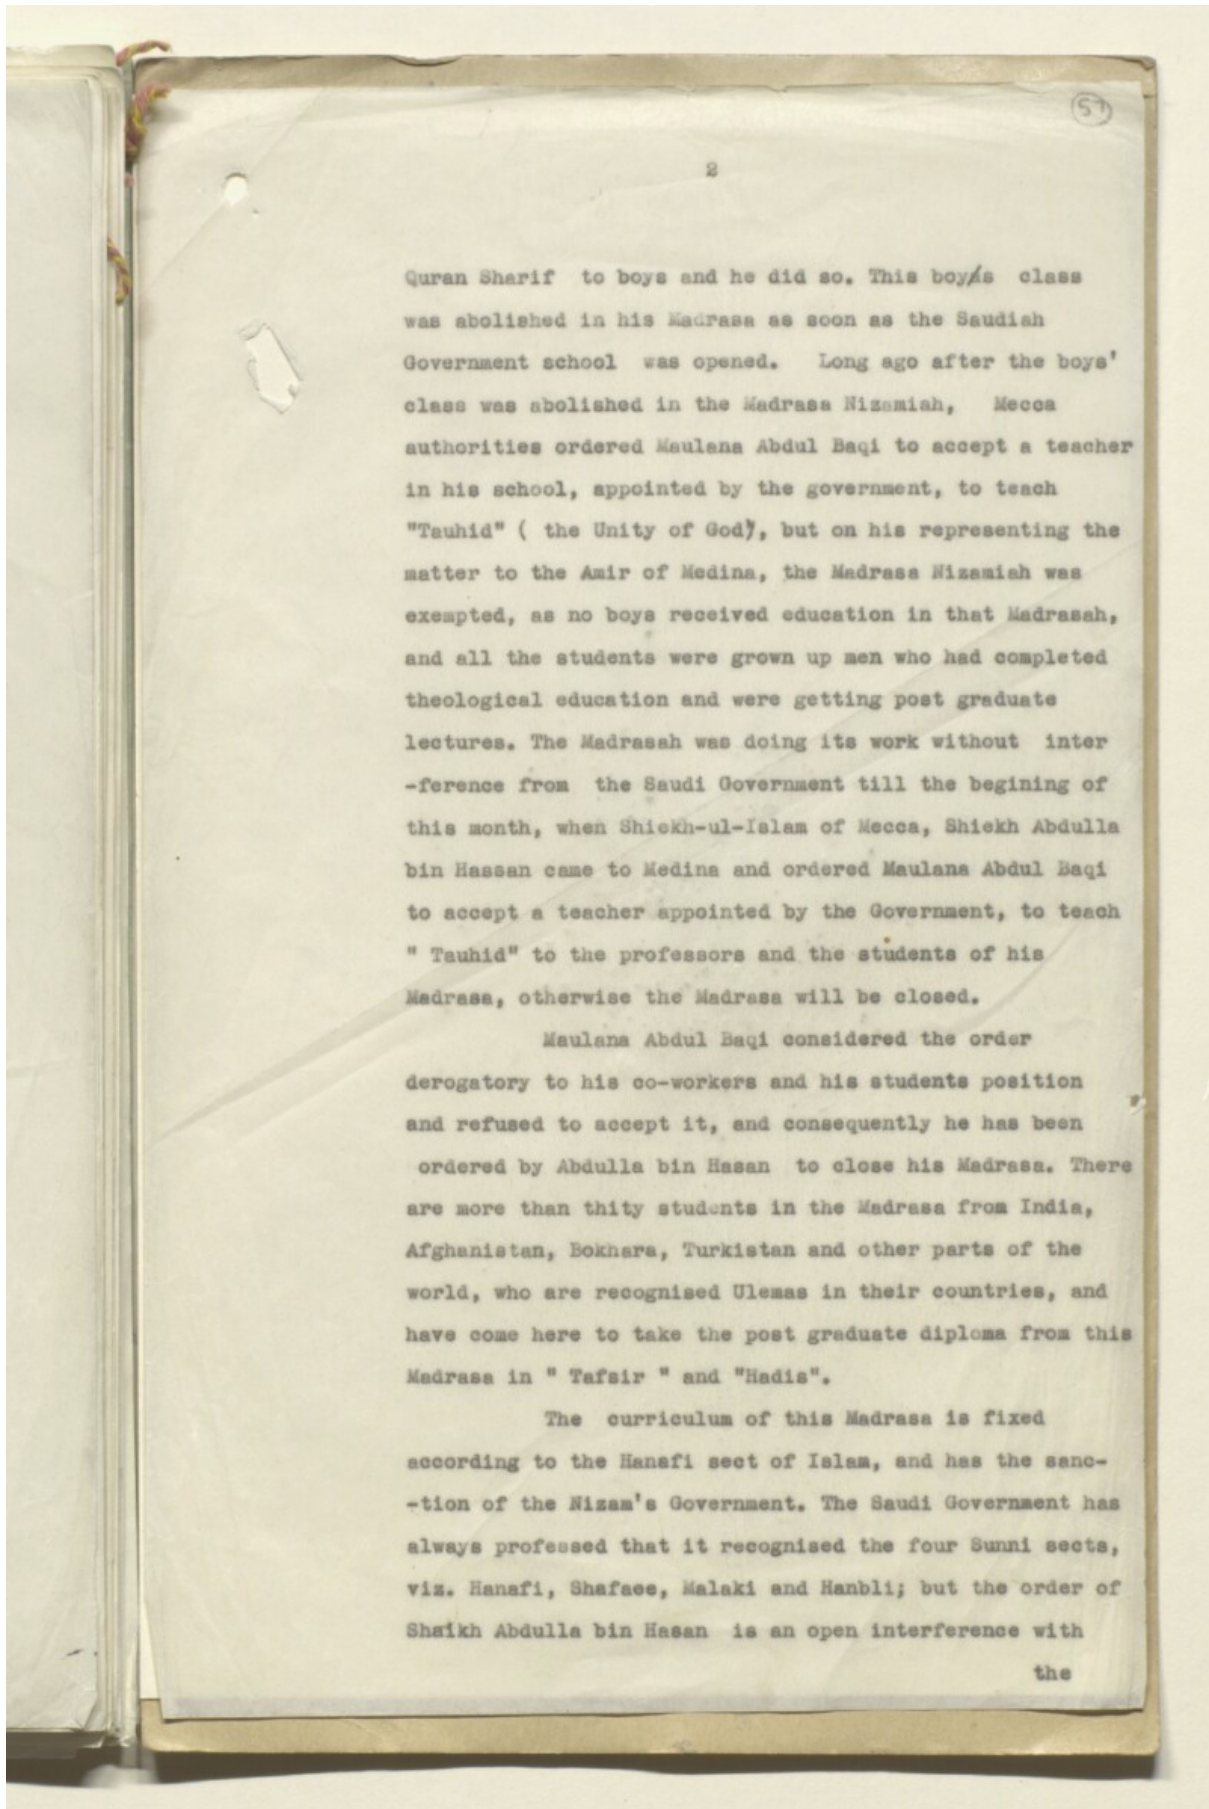 57
2
Quran Sharif to boys and he did so. This boy's class
was abolished in his Madrasa as soon as the Saudiah
Government school was opened. Long ago after the boys'
class was abolished in the Madrasa Nizamiah, Mecca
authorities ordered Maulana Abdul Baqi to accept a teacher
in his school, appointed by the government, to teach
"Tauhid" ( the Unity of God), but on his representing the
matter to the Amir of Medina, the Madrasa Nizamiah was
exempted, as no boys received education in that Madrasah,
and all the students were grown up men who had completed
theological education and were getting post graduate
lectures. The Madrasah was doing its work without inter
-ference from the Saudi Government till the begining of
this month, when Shiekh-ul-Islam of Mecca, Shiekh Abdulla
bin Hassan came to Medina and ordered Maulana Abdul Baqi
to accept a teacher appointed by the Government, to teach
" Tauhid" to the professors and the students of his
Madrasa, otherwise the Madrasa will be closed.
Maulana Abdul Baqi considered the order
derogatory to his co-workers and his students position
and refused to accept it, and consequently he has been
ordered by Abdulla bin Hasan to close his Madrasa. There
are more than thity students in the Madrasa from India,
Afghanistan, Bokhara, Turkistan and other parts of the
world, who are recognised Ulemas in their countries, and
have come here to take the post graduate diploma from this
Madrasa in " Tafsir " and "Hadis".
The curriculum of this Madrasa is fixed
according to the Hanafi sect of Islam, and has the sanc-
-tion of the Nizam's Government. The Saudi Government has
always professed that it recognised the four Sunni sects,
viz. Hanafi, Shafaee, Malaki and Hanbli; but the order of
Shaikh Abdulla bin Hasan is an open interference with
the